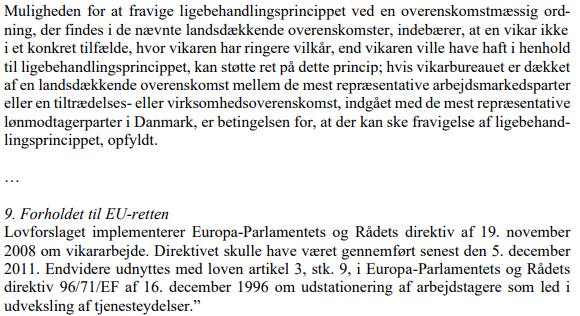 Muligheden for at fravige ligebehandlingsprincippet ved en overenskomstmæssig ord-
ning, der findes i de nævnte landsdækkende overenskomster, indebærer, at en vikar ikke
i et konkret tilfælde, hvor vikaren har ringere vilkår, end vikaren ville have haft i henhold
til ligebehandlingsprincippet, kan støtte ret på dette princip; hvis vikarbureauet er dækket
af en landsdækkende overenskomst mellem de mest repræsentative arbejdsmarkedsparter
eller en tiltrædelses- eller virksomhedsoverenskomst, indgået med de mest repræsentative
lønmodtagerparter i Danmark, er betingelsen for, at der kan ske fravigelse af ligebehand-
lingsprincippet, opfyldt.
…
9. Forholdet til EU-retten
Lovforslaget implementerer Europa-Parlamentets og Rådets direktiv af 19. november
2008 om vikararbejde. Direktivet skulle have været gennemført senest den 5. december
2011. Endvidere udnyttes med loven artikel 3, stk. 9, i Europa-Parlamentets og Rådets
direktiv 96/71/EF af 16. december 1996 om udstationering af arbejdstagere som led i
udveksling af tjenesteydelser.”